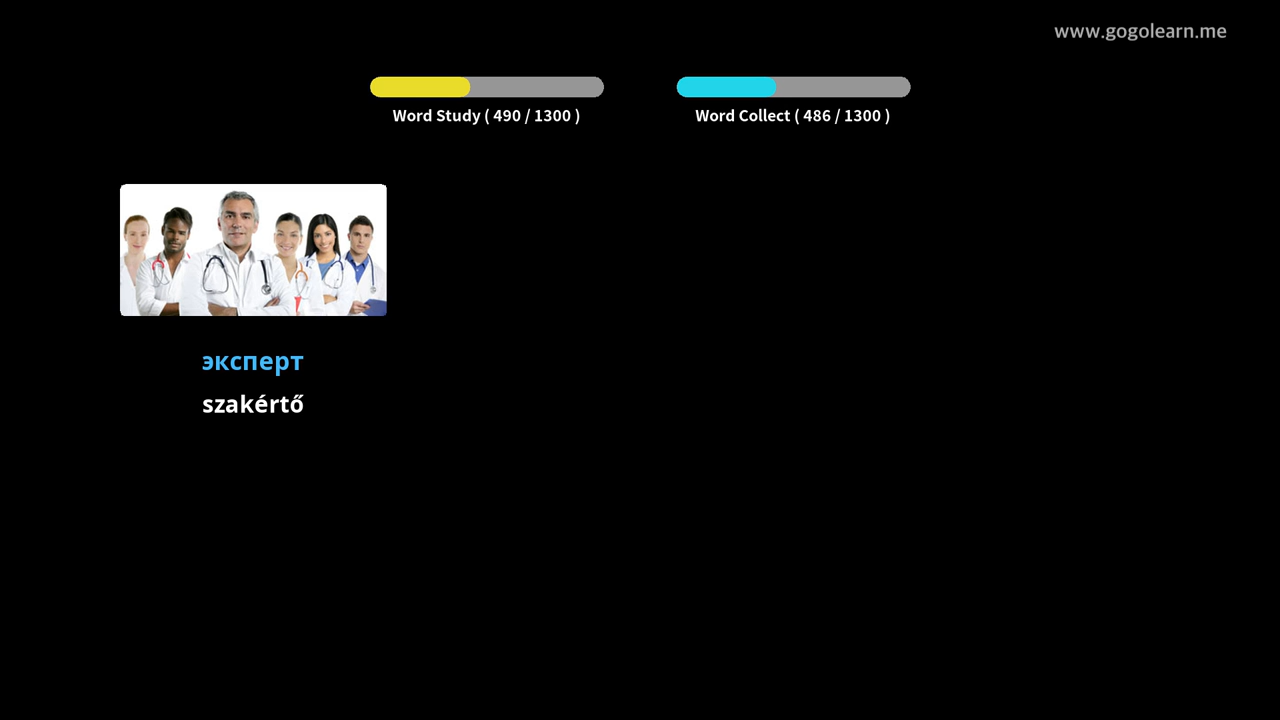 www.gogolearn.me
Word Study ( 490 / 1300 )
Word Collect ( 486 / 1300 )
эксперт
szakértő